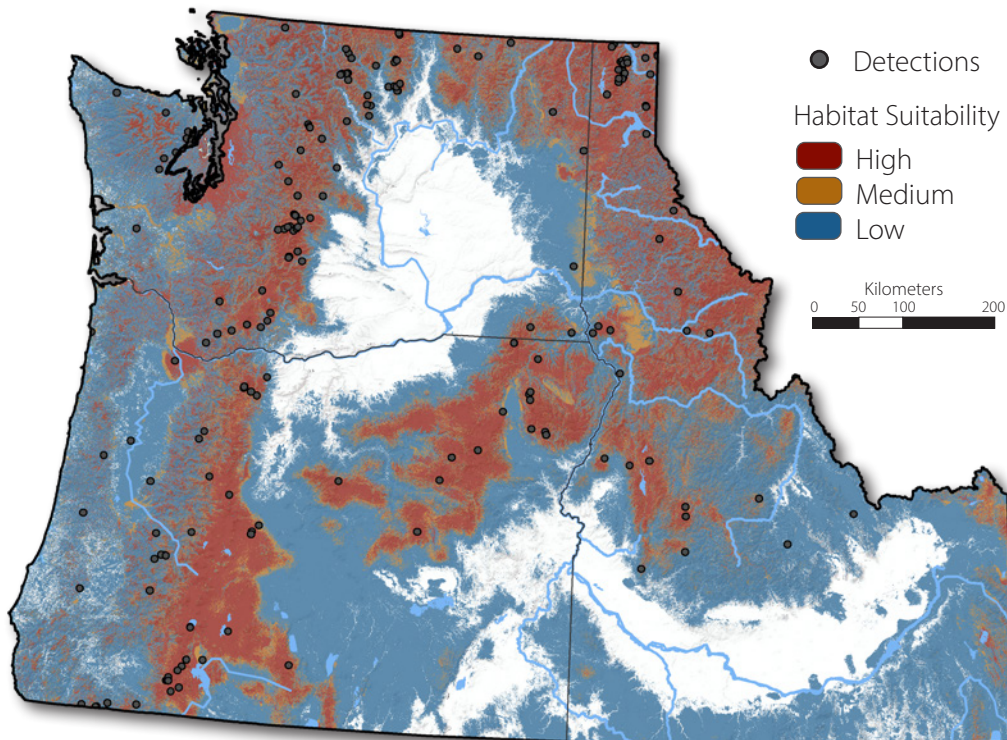 Detections
Habitat Suitability
High
Medium
Low
Kilometers
0 50 100 200